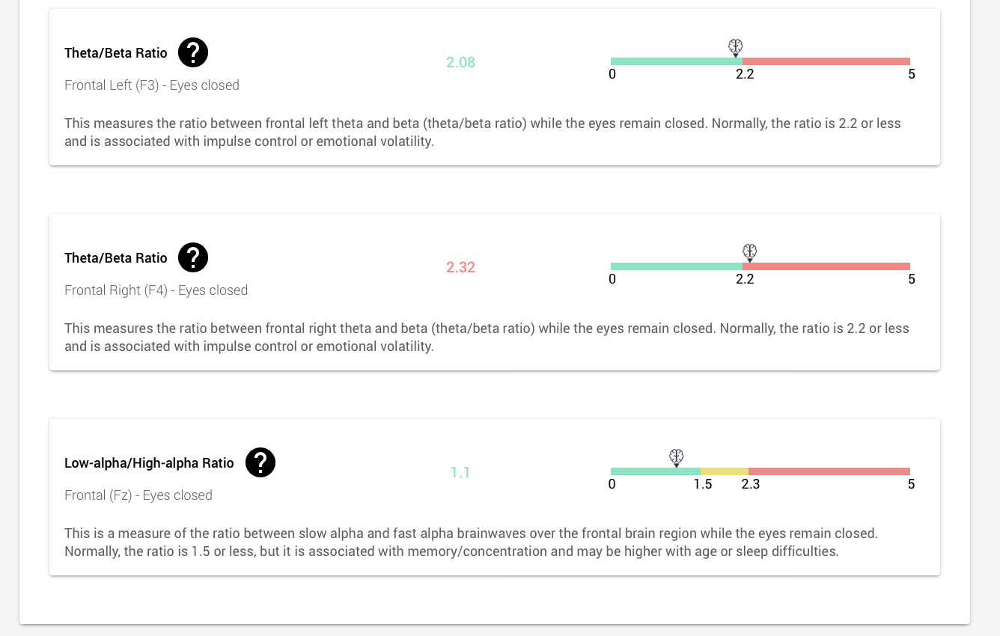 Theta/Beta Ratio ?
2.08
0 2.2 5
Frontal Left (F3) - Eyes closed
This measures the ratio between frontal left theta and beta (theta/beta ratio) while the eyes remain closed. Normally, the ratio is 2.2 or less
and is associated with impulse control or emotional volatility.
Theta/Beta Ratio ?
2.32
0 2.2 5
Frontal Right (F4) - Eyes closed
This measures the ratio between frontal right theta and beta (theta/beta ratio) while the eyes remain closed. Normally, the ratio is 2.2 or less
and is associated with impulse control or emotional volatility.
Low-alpha/High-alpha Ratio ?
1.1
0 1.5 2.3 5
Frontal (Fz) - Eyes closed
This is a measure of the ratio between slow alpha and fast alpha brainwaves over the frontal brain region while the eyes remain closed.
Normally, the ratio is 1.5 or less, but it is associated with memory/concentration and may be higher with age or sleep difficulties.